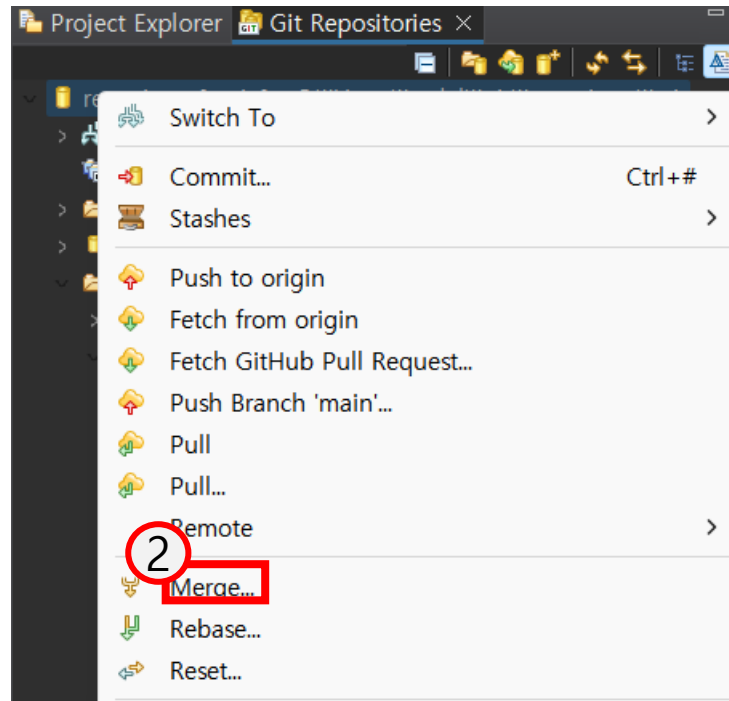 Project Explorer Git Repositories
Switch To
Commit... Ctrl+#
Stashes
Push to origin
Fetch from origin
Fetch GitHub Pull Request...
Push Branch 'main'...
Pull
Pull...
Remote
2
Merge...
Rebase...
Reset...